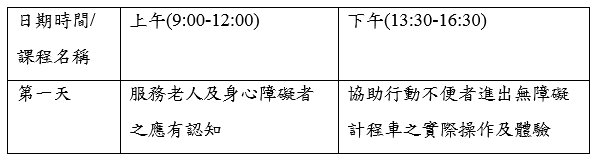 日期時間/
課程名稱
上午(9:00-12:00)
下午(13:30-16:30)
第一天
服務老人及身心障礙者
之應有認知
協助行動不便者進出無障礙
計程車之實際操作及體驗